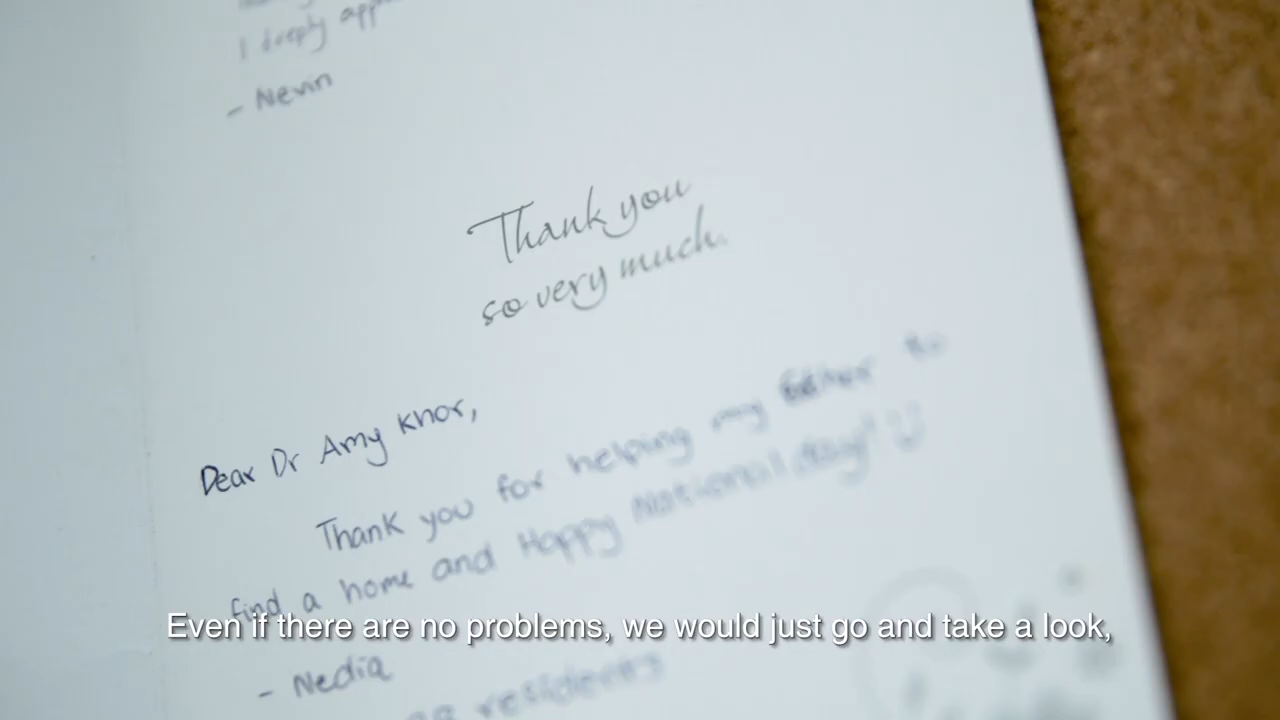 I deeply
- Nevin
Thank you
so very much.
Dear Dr Amy Khor,
Thank you for helping my father to
find a home and Happy National day!
- Nedia
residents
Even if there are no problems, we would just go and take a look,